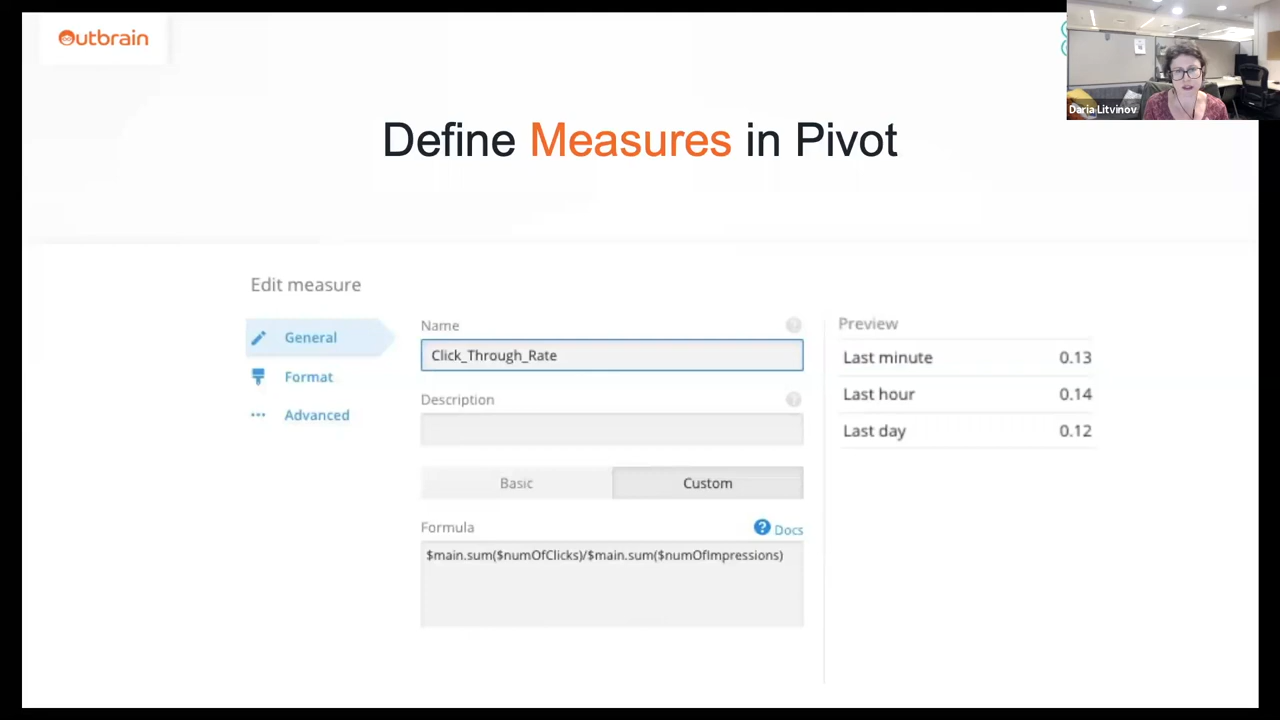 Outbrain
Daria Litvinov
Define Measures in Pivot
Edit measure
General
Format
Advanced
Name
Click_Through_Rate
Description
Basic
Custom
Formula
Docs
$main.sum($numOfClicks)/$main.sum($numOfImpressions)
Preview
Last minute 0.13
Last hour 0.14
Last day 0.12